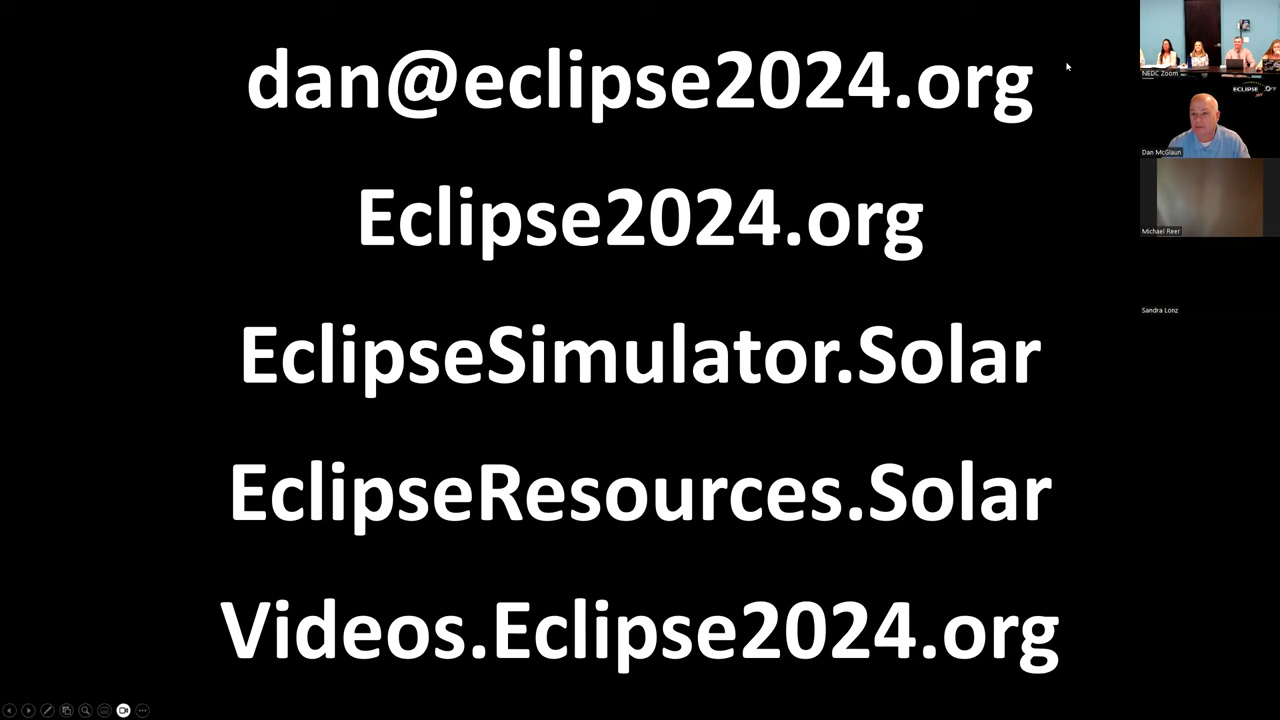 dan@eclipse2024.org
Eclipse2024.org
EclipseSimulator.Solar
EclipseResources.Solar
Videos.Eclipse2024.org
NEDC Zoom
ECLIPSE
Dan McGlaun
Michael Reer
Sandra Lonz